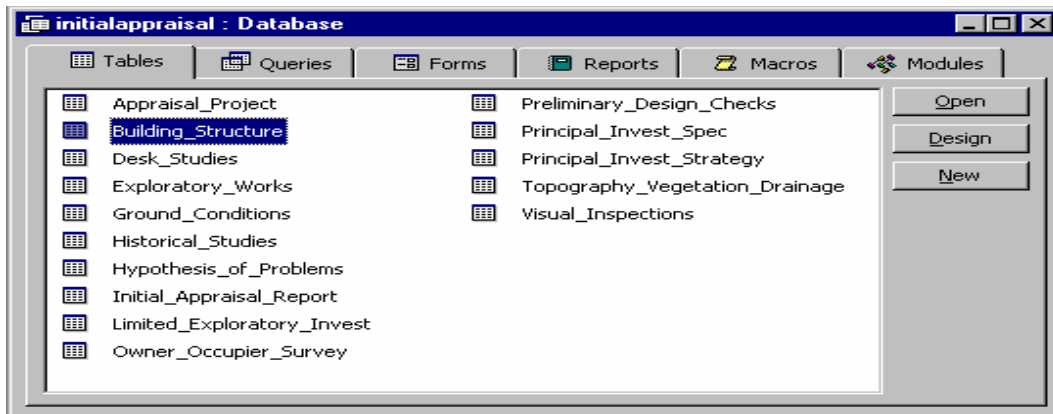 initialappraisal : Database
Tables
Queries
Forms
Reports
Macros
Modules
Appraisal_Project
Building_Structure
Desk_Studies
Exploratory_Works
Ground_Conditions
Historical_Studies
Hypothesis_of_Problems
Initial_Appraisal_Report
Limited_Exploratory_Invest
Owner_Occupier_Survey
Preliminary_Design_Checks
Principal_Invest_Spec
Principal_Invest_Strategy
Topography_Vegetation_Drainage
Visual_Inspections
Open
Design
New